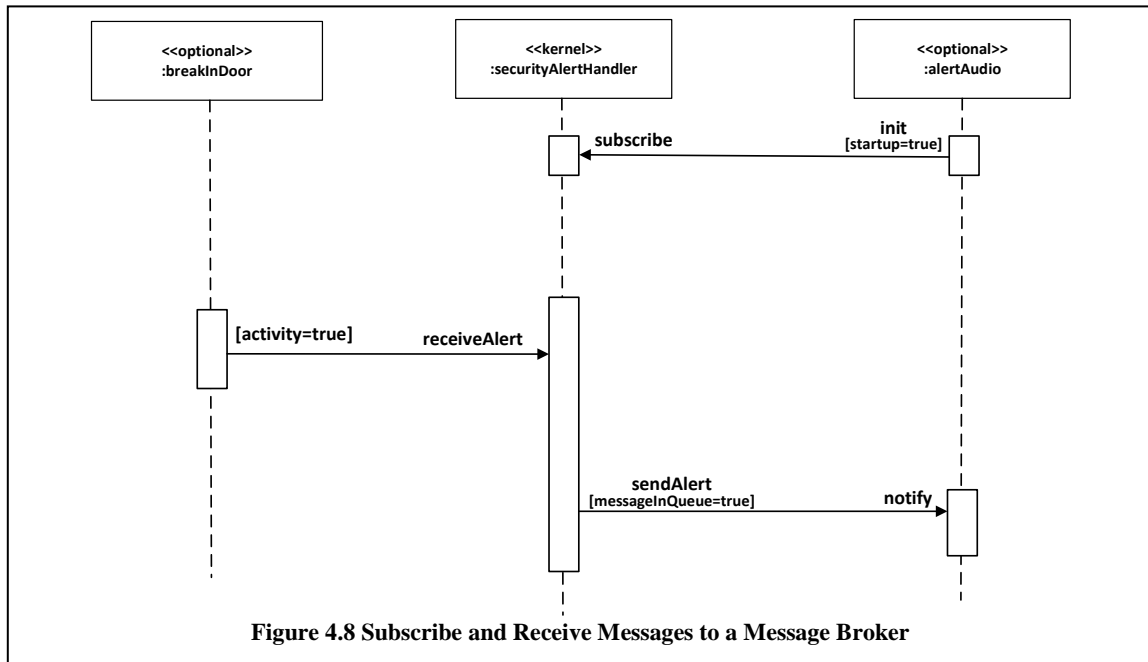 <<optional>>
:breakInDoor
<<kernel>>
:securityAlertHandler
<<optional>>
:alertAudio
subscribe
init
[startup=true]
[activity=true]
receiveAlert
sendAlert
[messageInQueue=true]
notify
Figure 4.8 Subscribe and Receive Messages to a Message Broker